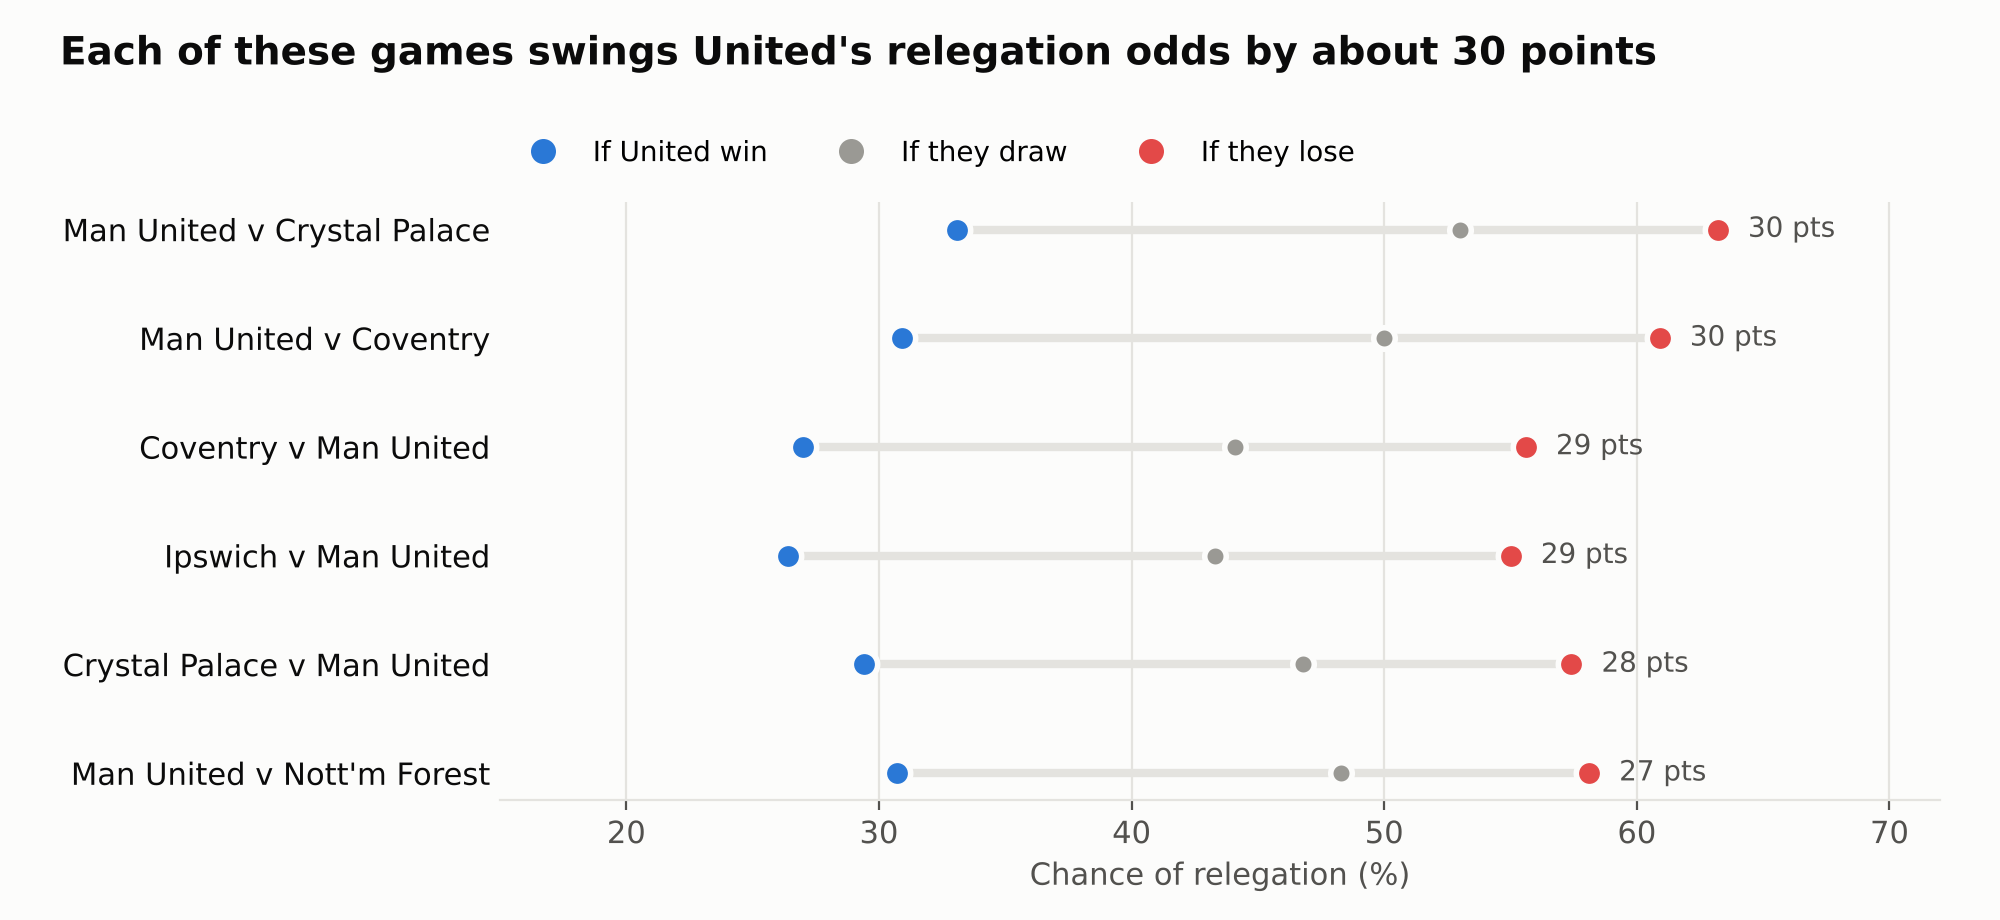 Each of these games swings United's relegation odds by about 30 points
If United win If they draw If they lose
Man United v Crystal Palace 30 pts
Man United v Coventry 30 pts
Coventry v Man United 29 pts
Ipswich v Man United 29 pts
Crystal Palace v Man United 28 pts
Man United v Nott'm Forest 27 pts
20 30 40 50 60 70
Chance of relegation (%)